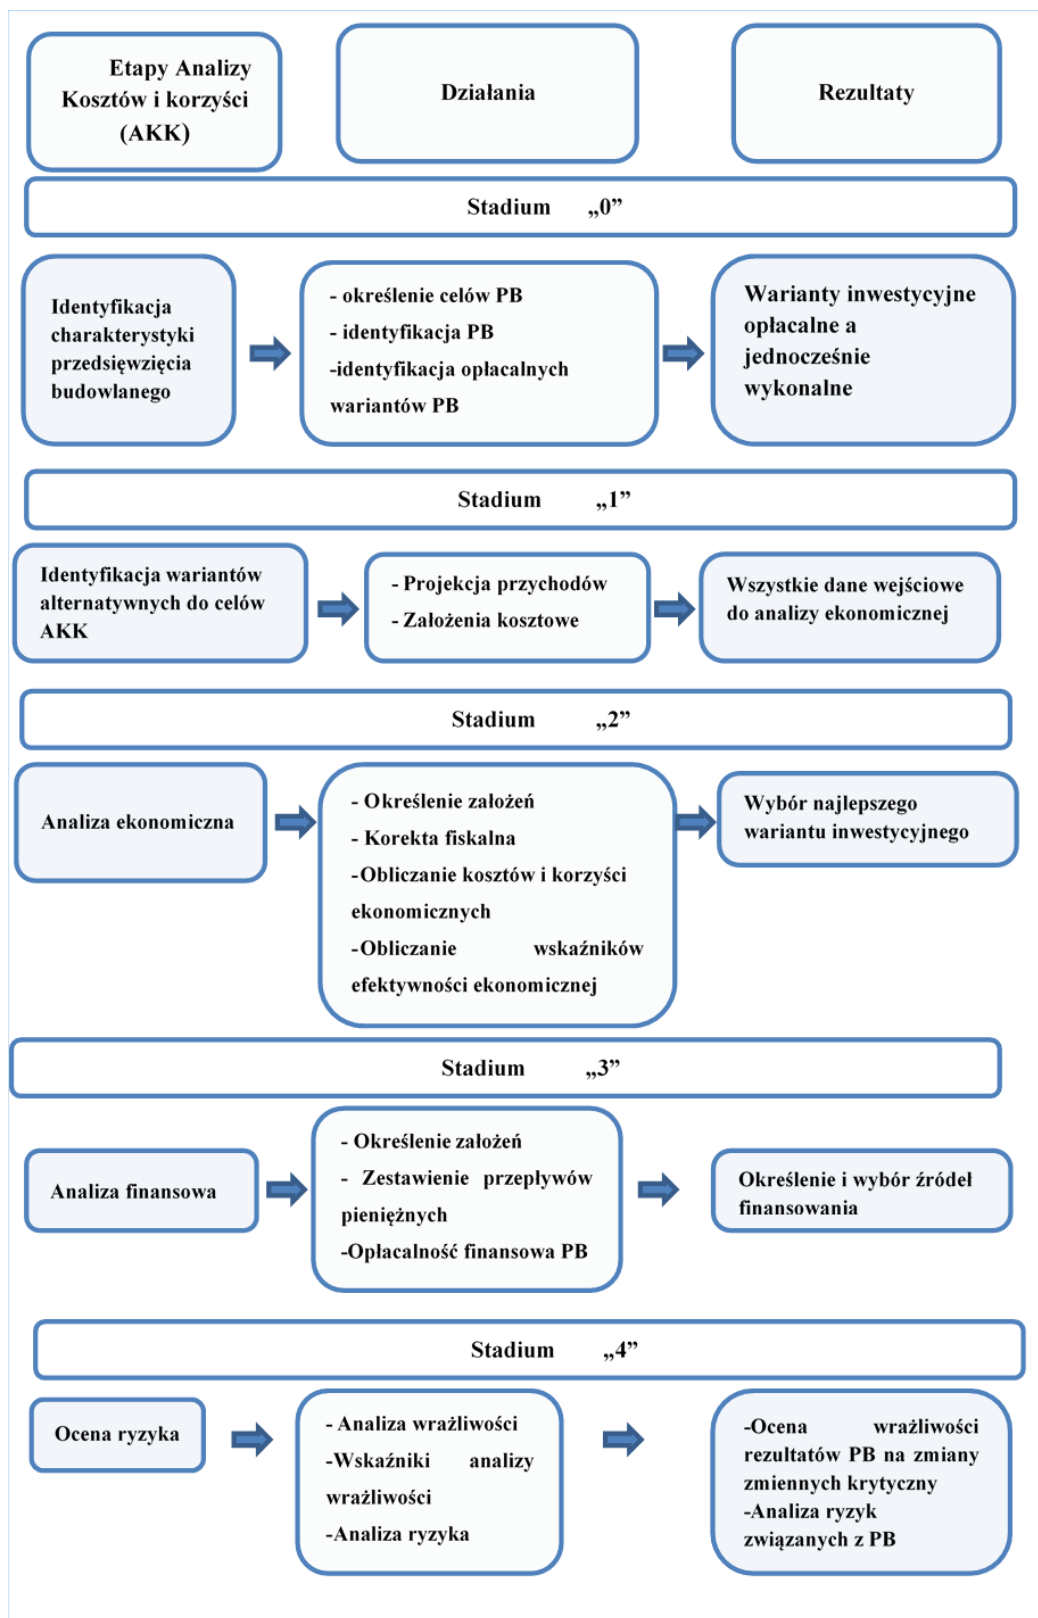 Etapy Analizy
Kosztów i korzyści
(AKK)
Działania
Rezultaty
Stadium „0”
Identyfikacja
charakterystyki
przedsięwzięcia
budowlanego
- określenie celów PB
- identyfikacja PB
-identyfikacja opłacalnych
wariantów PB
Warianty inwestycyjne
opłacalne a
jednocześnie
wykonalne
Stadium „1”
Identyfikacja wariantów
alternatywnych do celów
AKK
- Projekcja przychodów
- Założenia kosztowe
Wszystkie dane wejściowe
do analizy ekonomicznej
Stadium „2”
Analiza ekonomiczna
- Określenie założeń
- Korekta fiskalna
-Obliczanie kosztów i korzyści
ekonomicznych
-Obliczanie wskaźników
efektywności ekonomicznej
Wybór najlepszego
wariantu inwestycyjnego
Stadium „3”
Analiza finansowa
- Określenie założeń
- Zestawienie przepływów
pieniężnych
-Opłacalność finansowa PB
Określenie i wybór źródeł
finansowania
Stadium „4”
Ocena ryzyka
- Analiza wrażliwości
-Wskaźniki analizy
wrażliwości
-Analiza ryzyka
-Ocena wrażliwości
rezultatów PB na zmiany
zmiennych krytyczny
-Analiza ryzyk
związanych z PB